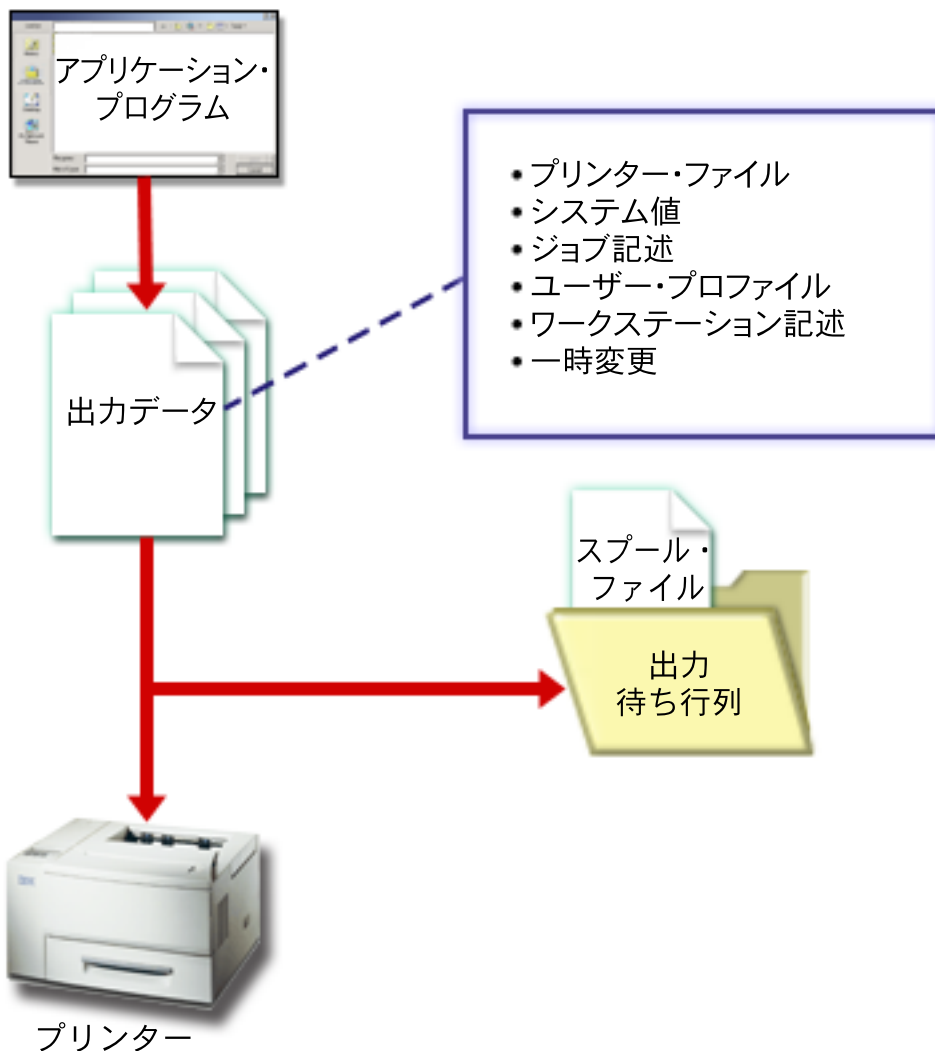 アプリケーション・
プログラム
• プリンター・ファイル
• システム値
• ジョブ記述
• ユーザー・プロファイル
• ワークステーション記述
• 一時変更
出力データ
スプール・
ファイル
出力
待ち行列
IBM
プリンター